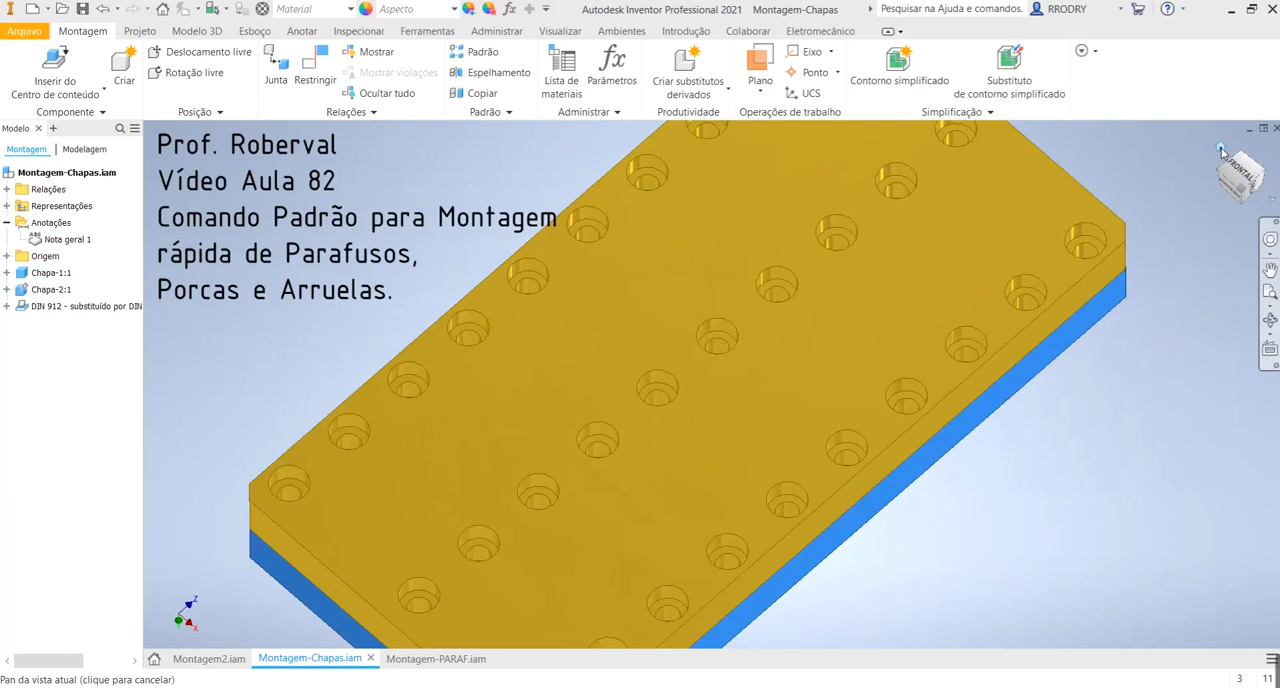 Material
Aspecto
fx
Autodesk Inventor Professional 2021 Montagem-Chapas
Pesquisar na Ajuda e comandos.
RRODRY
Arquivo Montagem Projeto Modelo 3D Esboço Anotar Inspecionar Ferramentas Administrar Visualizar Ambientes Introdução Colaborar Eletromecânico
Inserir do
Centro de conteúdo
Criar
Deslocamento livre
Rotação livre
Junta
Restringir
Mostrar
Mostrar violações
Ocultar tudo
Padrão
Espelhamento
Copiar
Lista de
materiais
fx
Parâmetros
Criar substitutos
derivados
Plano
Eixo
Ponto
UCS
Contorno simplificado
Substituto
de contorno simplificado
Componente Posição Relações Padrão Administrar Produtividade Operações de trabalho Simplificação
Modelo
Montagem Modelagem
Montagem-Chapas.iam
Relações
Representações
Anotações
Nota geral 1
Origem
Chapa-1:1
Chapa-2:1
DIN 912 - substituído por DIN
Prof. Roberval
Vídeo Aula 82
Comando Padrão para Montagem
rápida de Parafusos,
Porcas e Arruelas.
FRONTAL
Z
X
Montagem2.iam Montagem-Chapas.iam Montagem-PARAF.iam
Pan da vista atual (clique para cancelar)
3 11